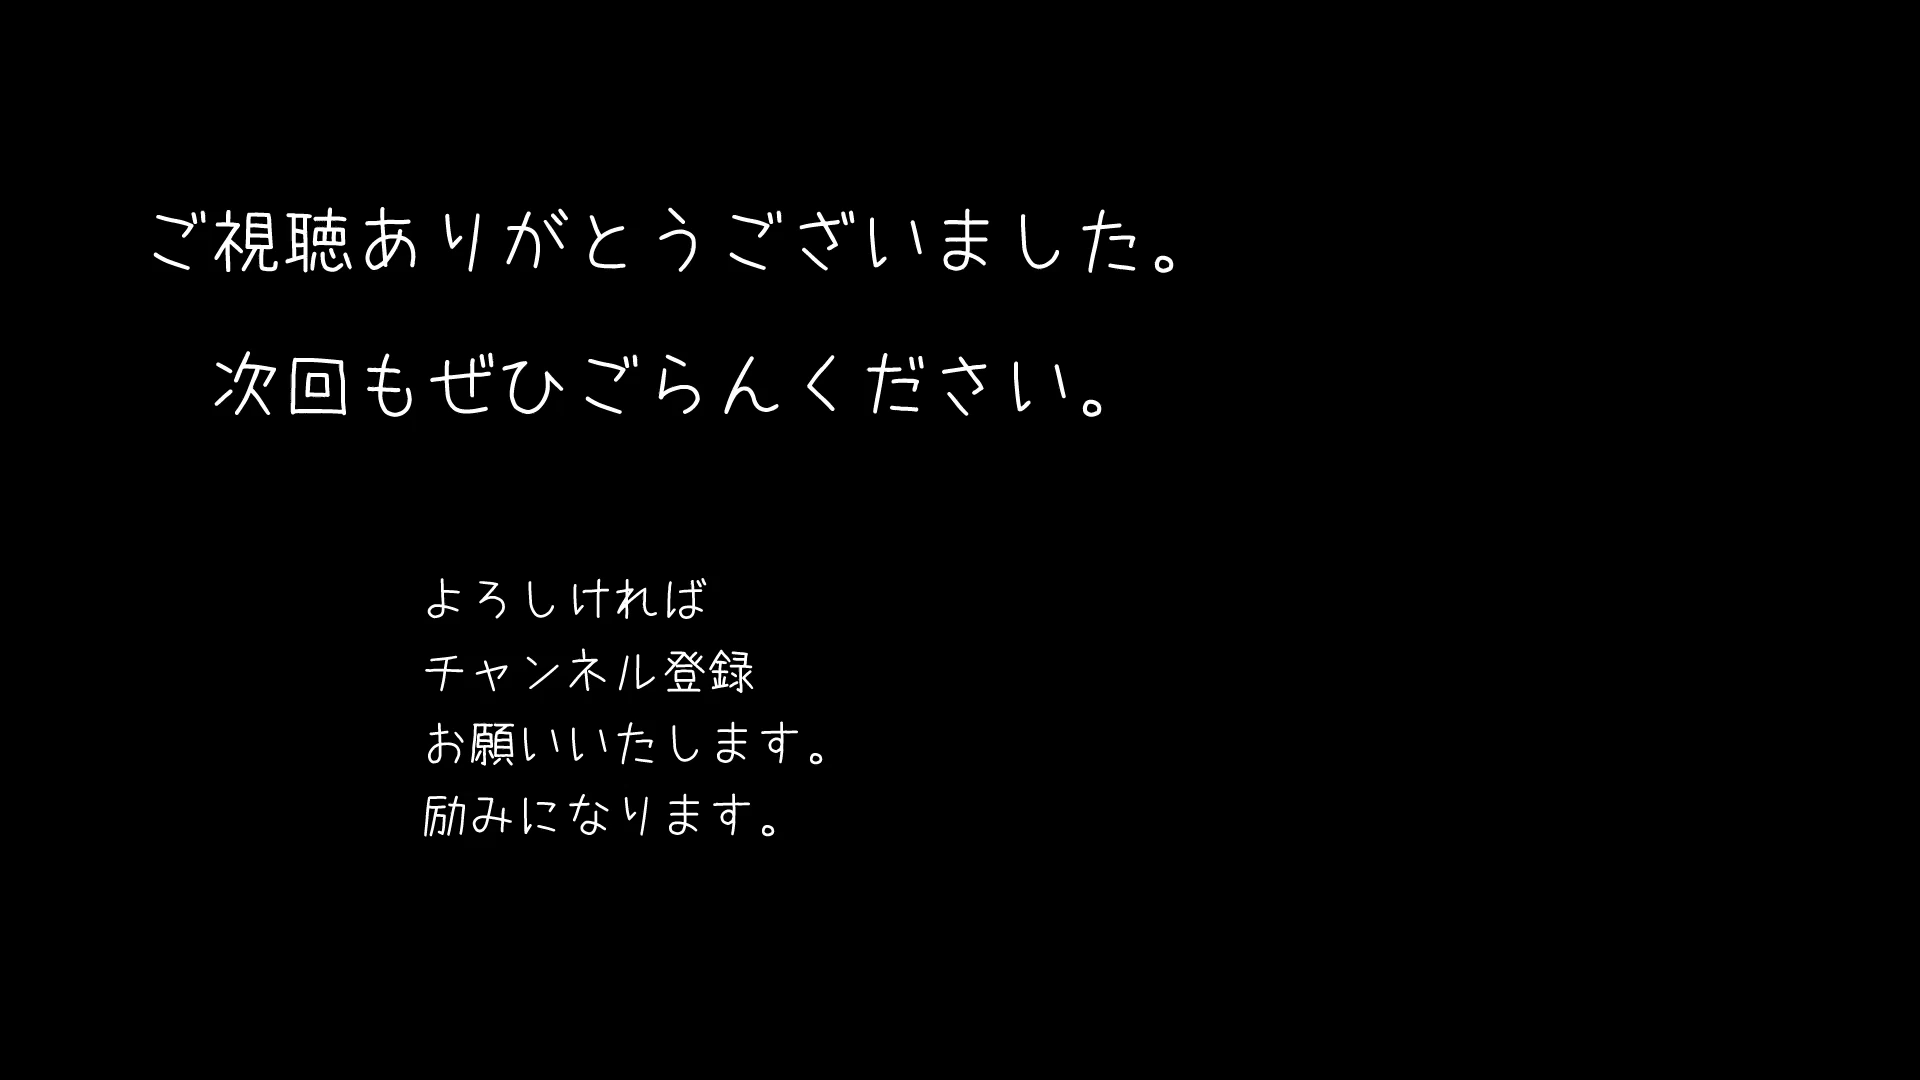 ご視聴ありがとうございました。
次回もぜひごらんください。
よろしければ
チャンネル登録
お願いいたします。
励みになります。